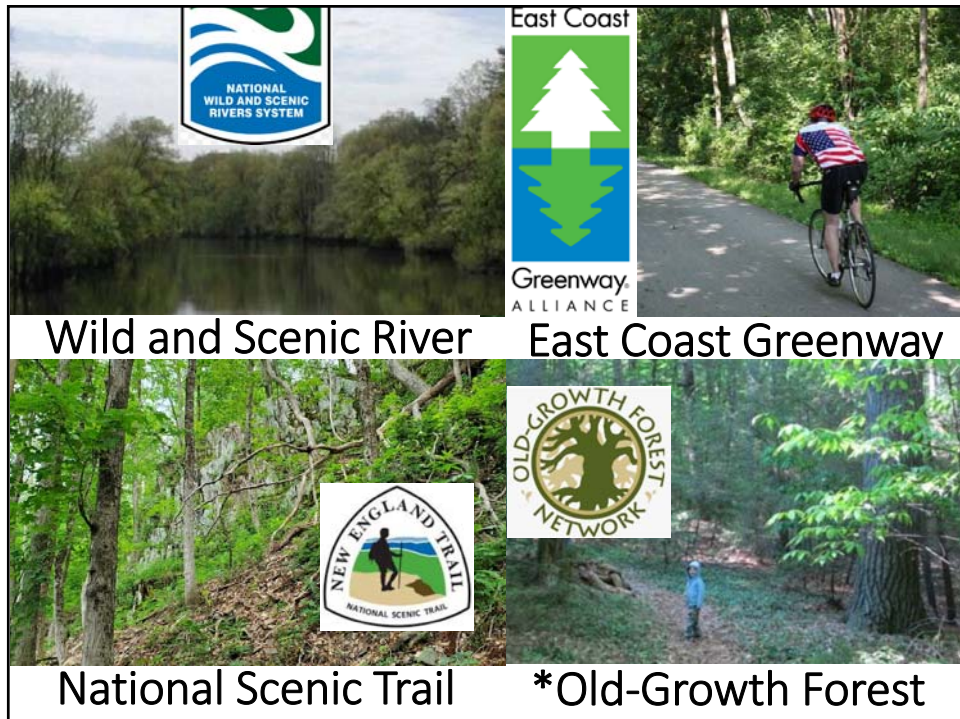 NATIONAL
WILD AND SCENIC
RIVERS SYSTEM
Wild and Scenic River
East Coast
Greenway®
ALLIANCE
East Coast Greenway
NEW ENGLAND TRAIL
NATIONAL SCENIC TRAIL
National Scenic Trail
OLD-GROWTH FOREST
NETWORK
*Old-Growth Forest